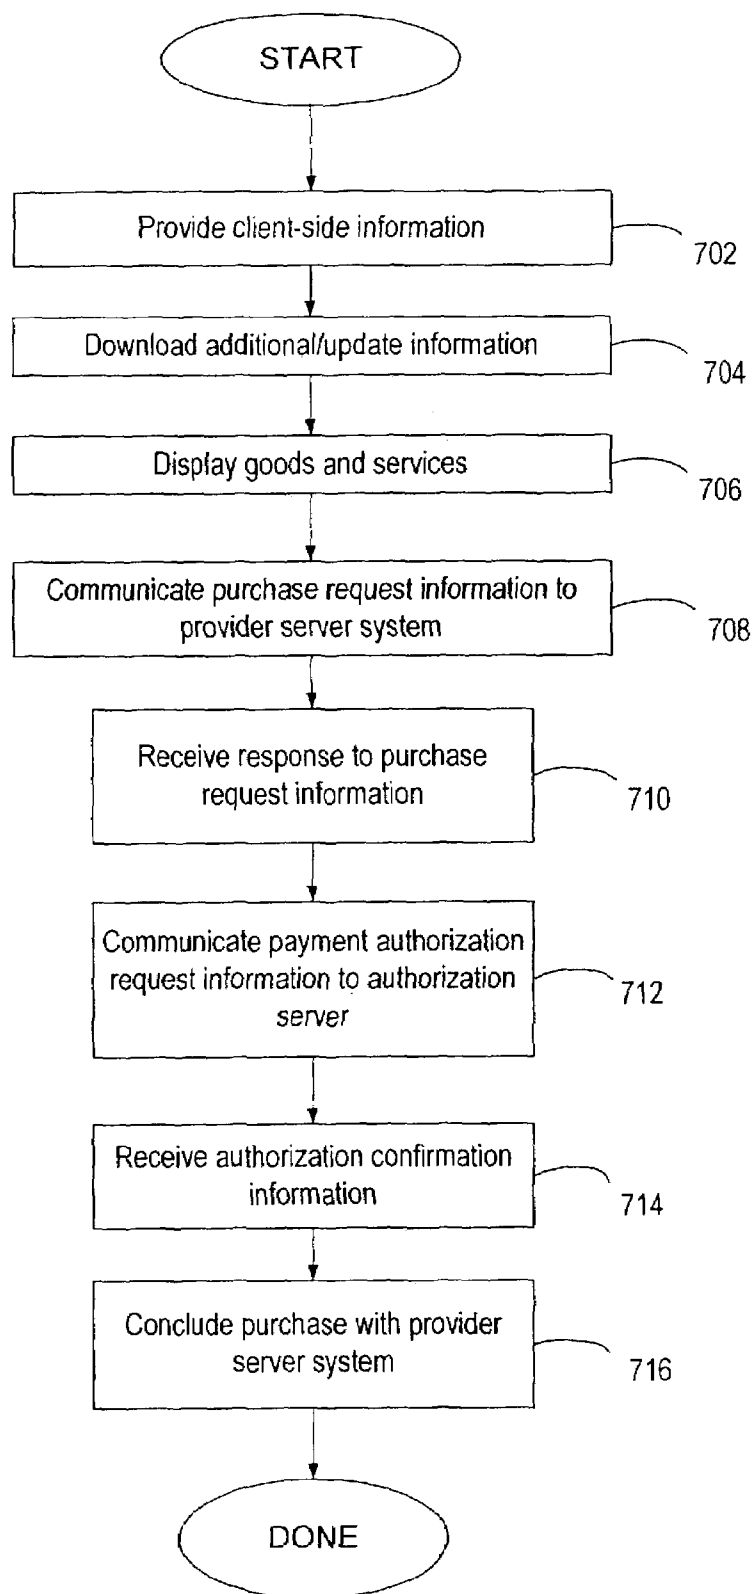 START
Provide client-side information
702
Download additional/update information
704
Display goods and services
706
Communicate purchase request information to
provider server system
708
Receive response to purchase
request information
710
Communicate payment authorization
request information to authorization
server
712
Receive authorization confirmation
information
714
Conclude purchase with provider
server system
716
DONE